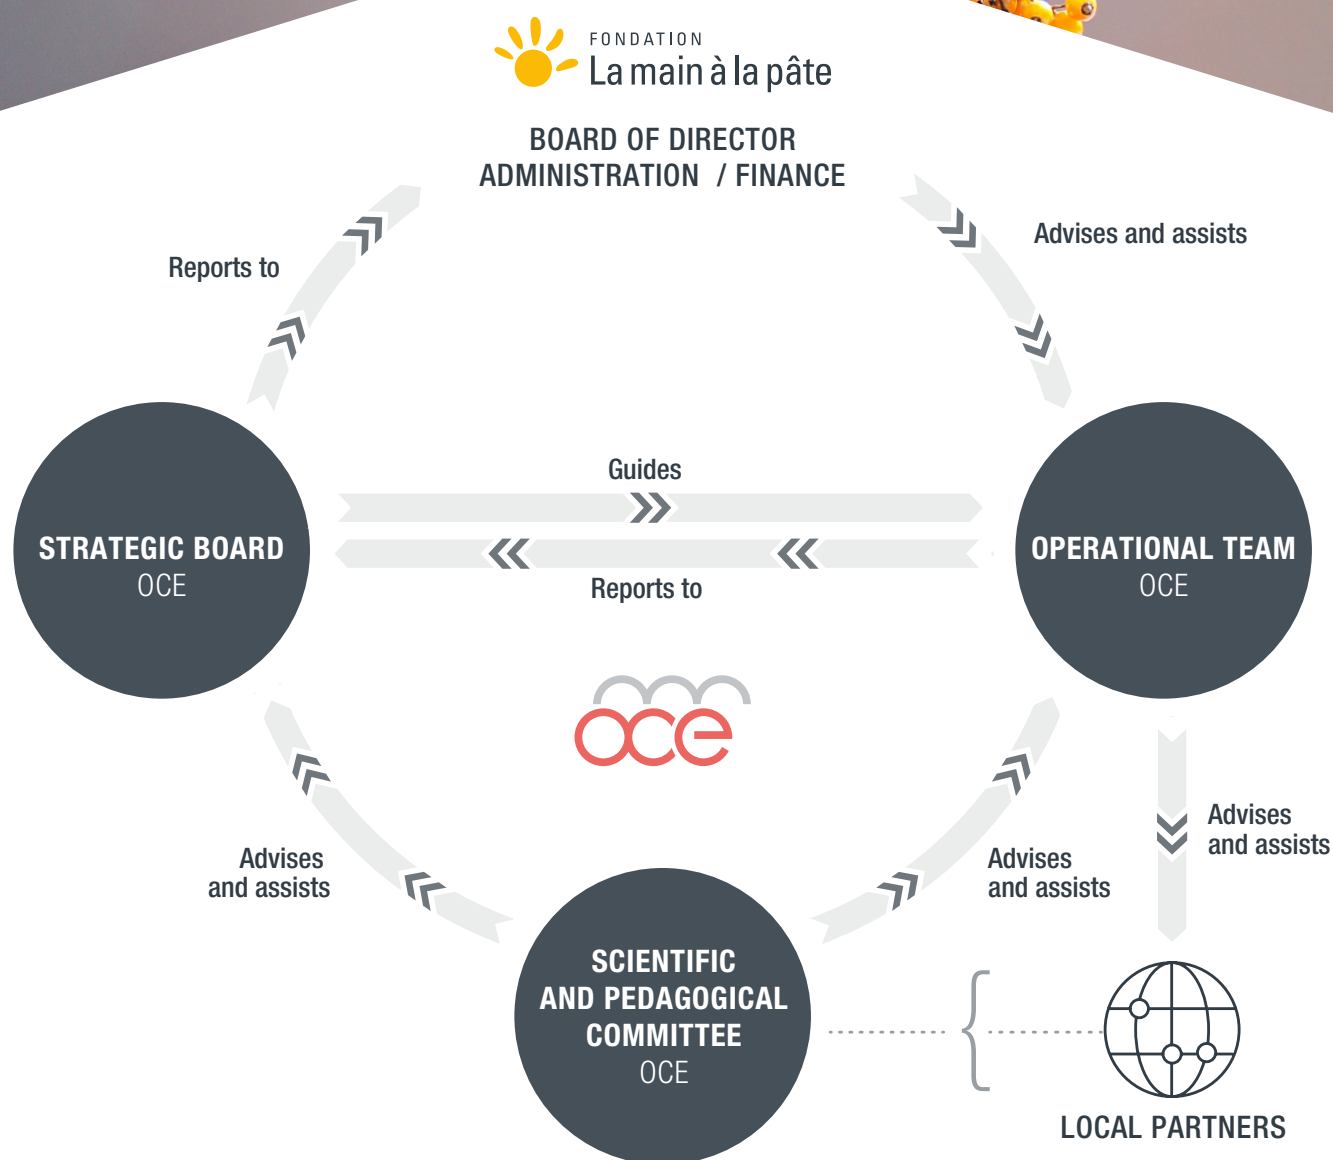 FONDATION
La main à la pâte
BOARD OF DIRECTOR
ADMINISTRATION / FINANCE
Reports to
Advises and assists
Guides
STRATEGIC BOARD
OCE
OPERATIONAL TEAM
OCE
Reports to
oce
Advises
and assists
Advises
and assists
Advises
and assists
SCIENTIFIC
AND PEDAGOGICAL
COMMITTEE
OCE
LOCAL PARTNERS